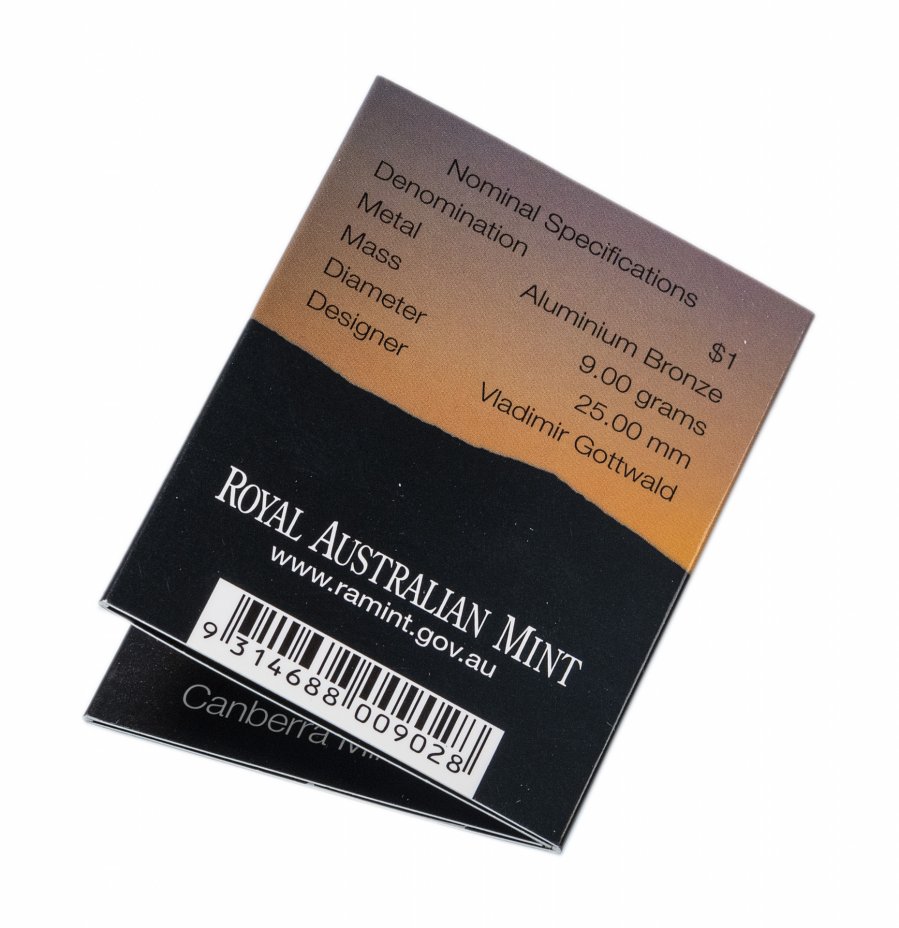 Nominal Specifications
Denomination $1
Metal Aluminium Bronze
Mass 9.00 grams
Diameter 25.00 mm
Designer Vladimir Gottwald
ROYAL AUSTRALIAN MINT
www.ramint.gov.au
9 314688 009028
Canberra